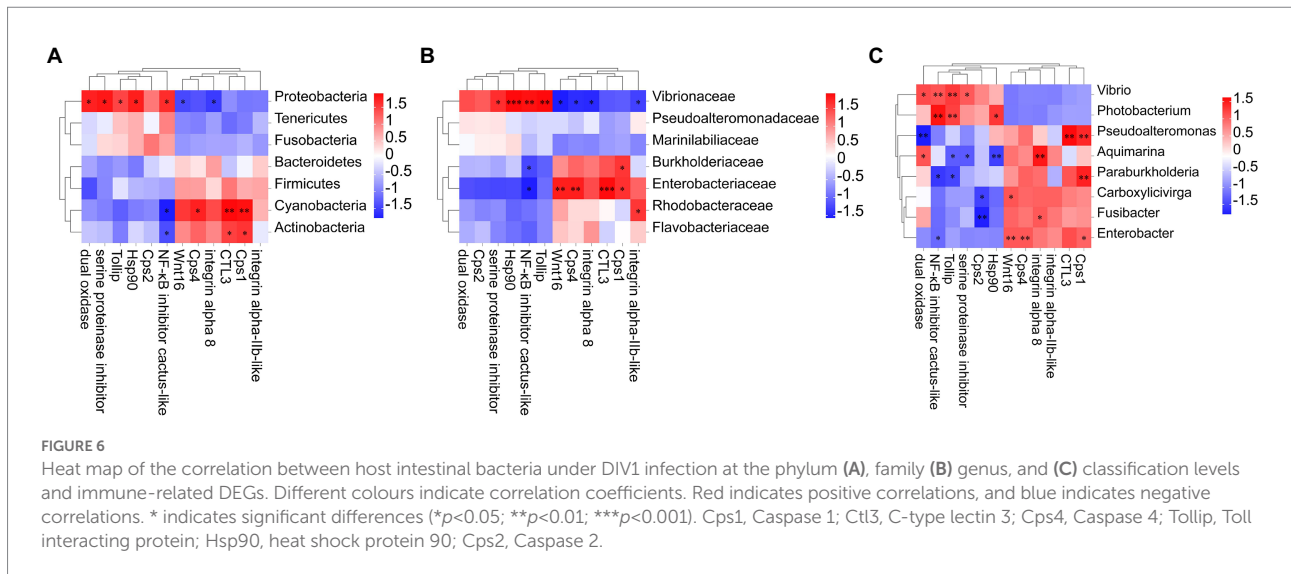 A
* * * * * * *
Proteobacteria
Tenericutes
Fusobacteria
Bacteroidetes
Firmicutes
* * ** **
Cyanobacteria
* * *
Actinobacteria
1.5
1
0.5
0
-0.5
-1
-1.5
dual oxidase
serine proteinase inhibitor
Tollip
Hsp90
Cps2
NF-κB inhibitor cactus-like
Wnt16
Cps4
integrin alpha 8
CTL3
Cps1
integrin alpha-IIb-like
B
* *** ** ** * * * *
Vibrionaceae
Pseudoalteromonadaceae
Marinilabiliaceae
* *
Burkholderiaceae
* ** ** *** *
Enterobacteriaceae
*
Rhodobacteraceae
Flavobacteriaceae
1.5
1
0.5
0
-0.5
-1
-1.5
dual oxidase
Cps2
serine proteinase inhibitor
Hsp90
NF-κB inhibitor cactus-like
Tollip
Wnt16
Cps4
integrin alpha 8
CTL3
Cps1
integrin alpha-IIb-like
C
* ** ** *
Vibrio
** ** *
Photobacterium
** ** **
Pseudoalteromonas
* * * ** **
Aquimarina
* * **
Paraburkholderia
* *
Carboxylicivirga
** *
Fusibacter
* ** ** *
Enterobacter
1.5
1
0.5
0
-0.5
-1
-1.5
dual oxidase
NF-κB inhibitor cactus-like
Tollip
serine proteinase inhibitor
Cps2
Hsp90
Wnt16
Cps4
integrin alpha 8
integrin alpha-IIb-like
CTL3
Cps1
FIGURE 6
Heat map of the correlation between host intestinal bacteria under DIV1 infection at the phylum (A), family (B) genus, and (C) classification levels
and immune-related DEGs. Different colours indicate correlation coefficients. Red indicates positive correlations, and blue indicates negative
correlations. * indicates significant differences (*p<0.05; **p<0.01; ***p<0.001). Cps1, Caspase 1; Ctl3, C-type lectin 3; Cps4, Caspase 4; Tollip, Toll
interacting protein; Hsp90, heat shock protein 90; Cps2, Caspase 2.